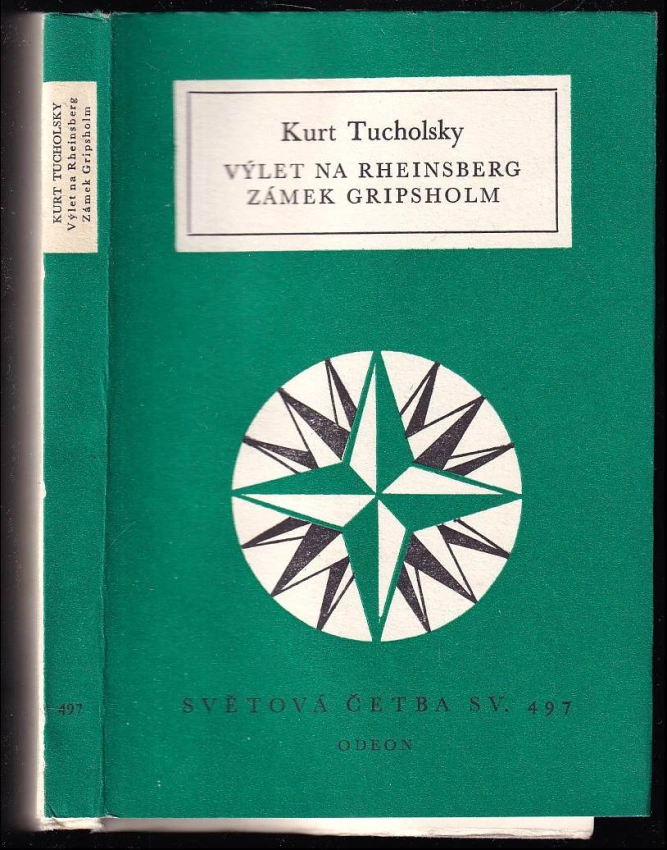 KURT TUCHOLSKY
Výlet na Rheinsberg
Zámek Gripsholm
497
Kurt Tucholsky
VÝLET NA RHEINSBERG
ZÁMEK GRIPSHOLM
SVĚTOVÁ ČETBA SV. 497
ODEON